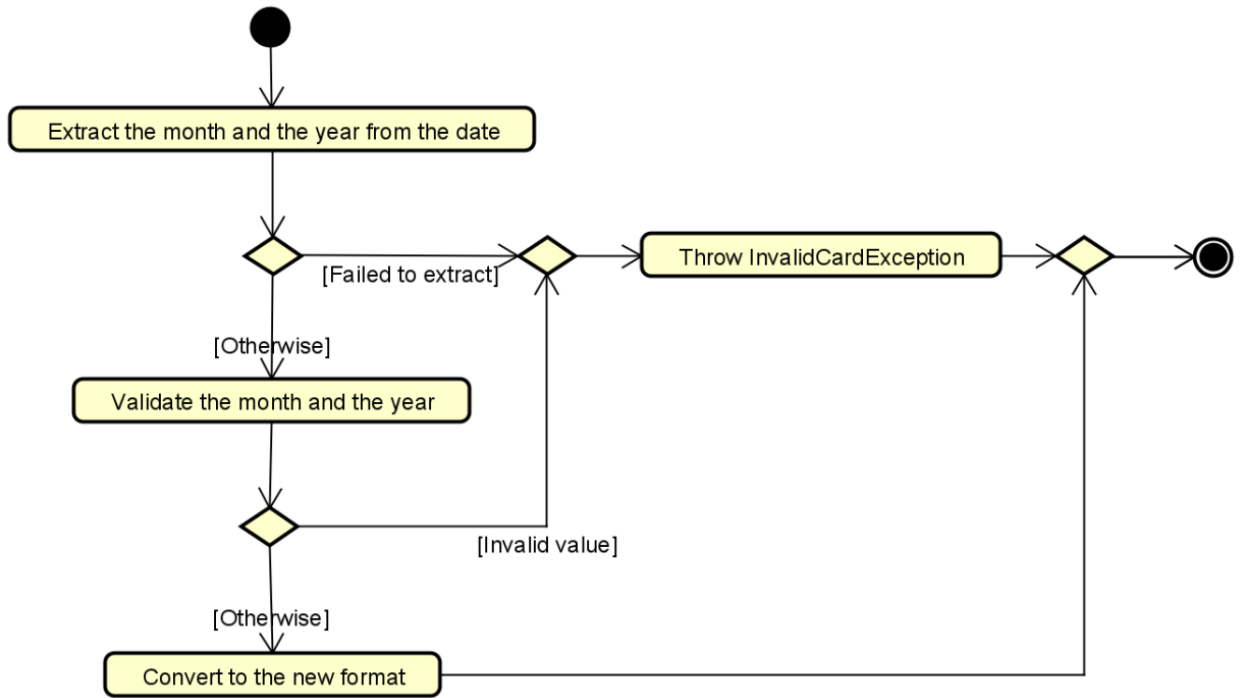 Extract the month and the year from the date
[Failed to extract]
Throw InvalidCardException
[Otherwise]
Validate the month and the year
[Invalid value]
[Otherwise]
Convert to the new format